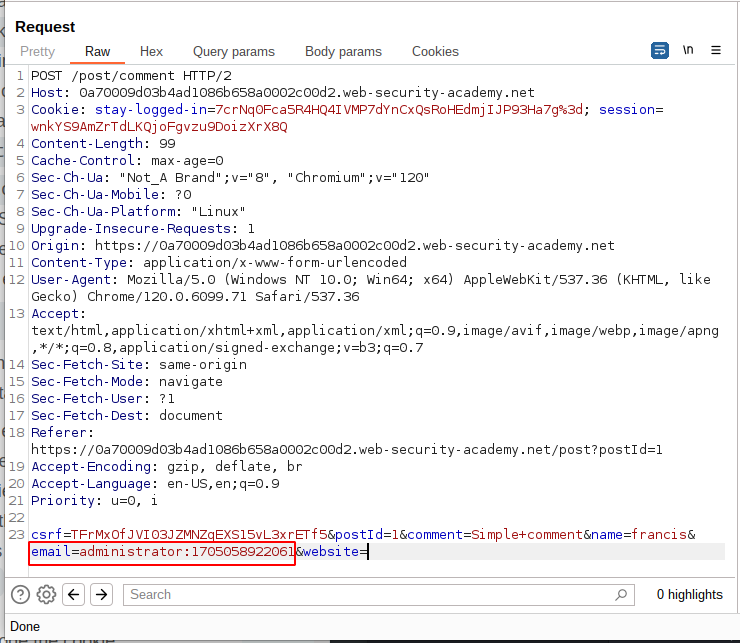 Request
Pretty Raw Hex Query params Body params Cookies \n
1 POST /post/comment HTTP/2
2 Host: 0a70009d03b4ad1086b658a0002c00d2.web-security-academy.net
3 Cookie: stay-logged-in=7crNq0Fca5R4HQ4IVMP7dYnCxQsRoHEdmjIJP93Ha7g%3d; session=
wnkYS9AmZrTdLKQjoFgvzu9DoizXrX8Q
4 Content-Length: 99
5 Cache-Control: max-age=0
6 Sec-Ch-Ua: "Not_A Brand";v="8", "Chromium";v="120"
7 Sec-Ch-Ua-Mobile: ?0
8 Sec-Ch-Ua-Platform: "Linux"
9 Upgrade-Insecure-Requests: 1
10 Origin: https://0a70009d03b4ad1086b658a0002c00d2.web-security-academy.net
11 Content-Type: application/x-www-form-urlencoded
12 User-Agent: Mozilla/5.0 (Windows NT 10.0; Win64; x64) AppleWebKit/537.36 (KHTML, like
Gecko) Chrome/120.0.6099.71 Safari/537.36
13 Accept:
text/html,application/xhtml+xml,application/xml;q=0.9,image/avif,image/webp,image/apng
,*/*;q=0.8,application/signed-exchange;v=b3;q=0.7
14 Sec-Fetch-Site: same-origin
15 Sec-Fetch-Mode: navigate
16 Sec-Fetch-User: ?1
17 Sec-Fetch-Dest: document
18 Referer:
https://0a70009d03b4ad1086b658a0002c00d2.web-security-academy.net/post?postId=1
19 Accept-Encoding: gzip, deflate, br
20 Accept-Language: en-US,en;q=0.9
21 Priority: u=0, i
22
23 csrf=TFrMxOfJVIO3JZMNZqEXS15vL3xrETf5&postId=1&comment=Simple+comment&name=francis&
email=administrator:1705058922061&website=
Search 0 highlights
Done